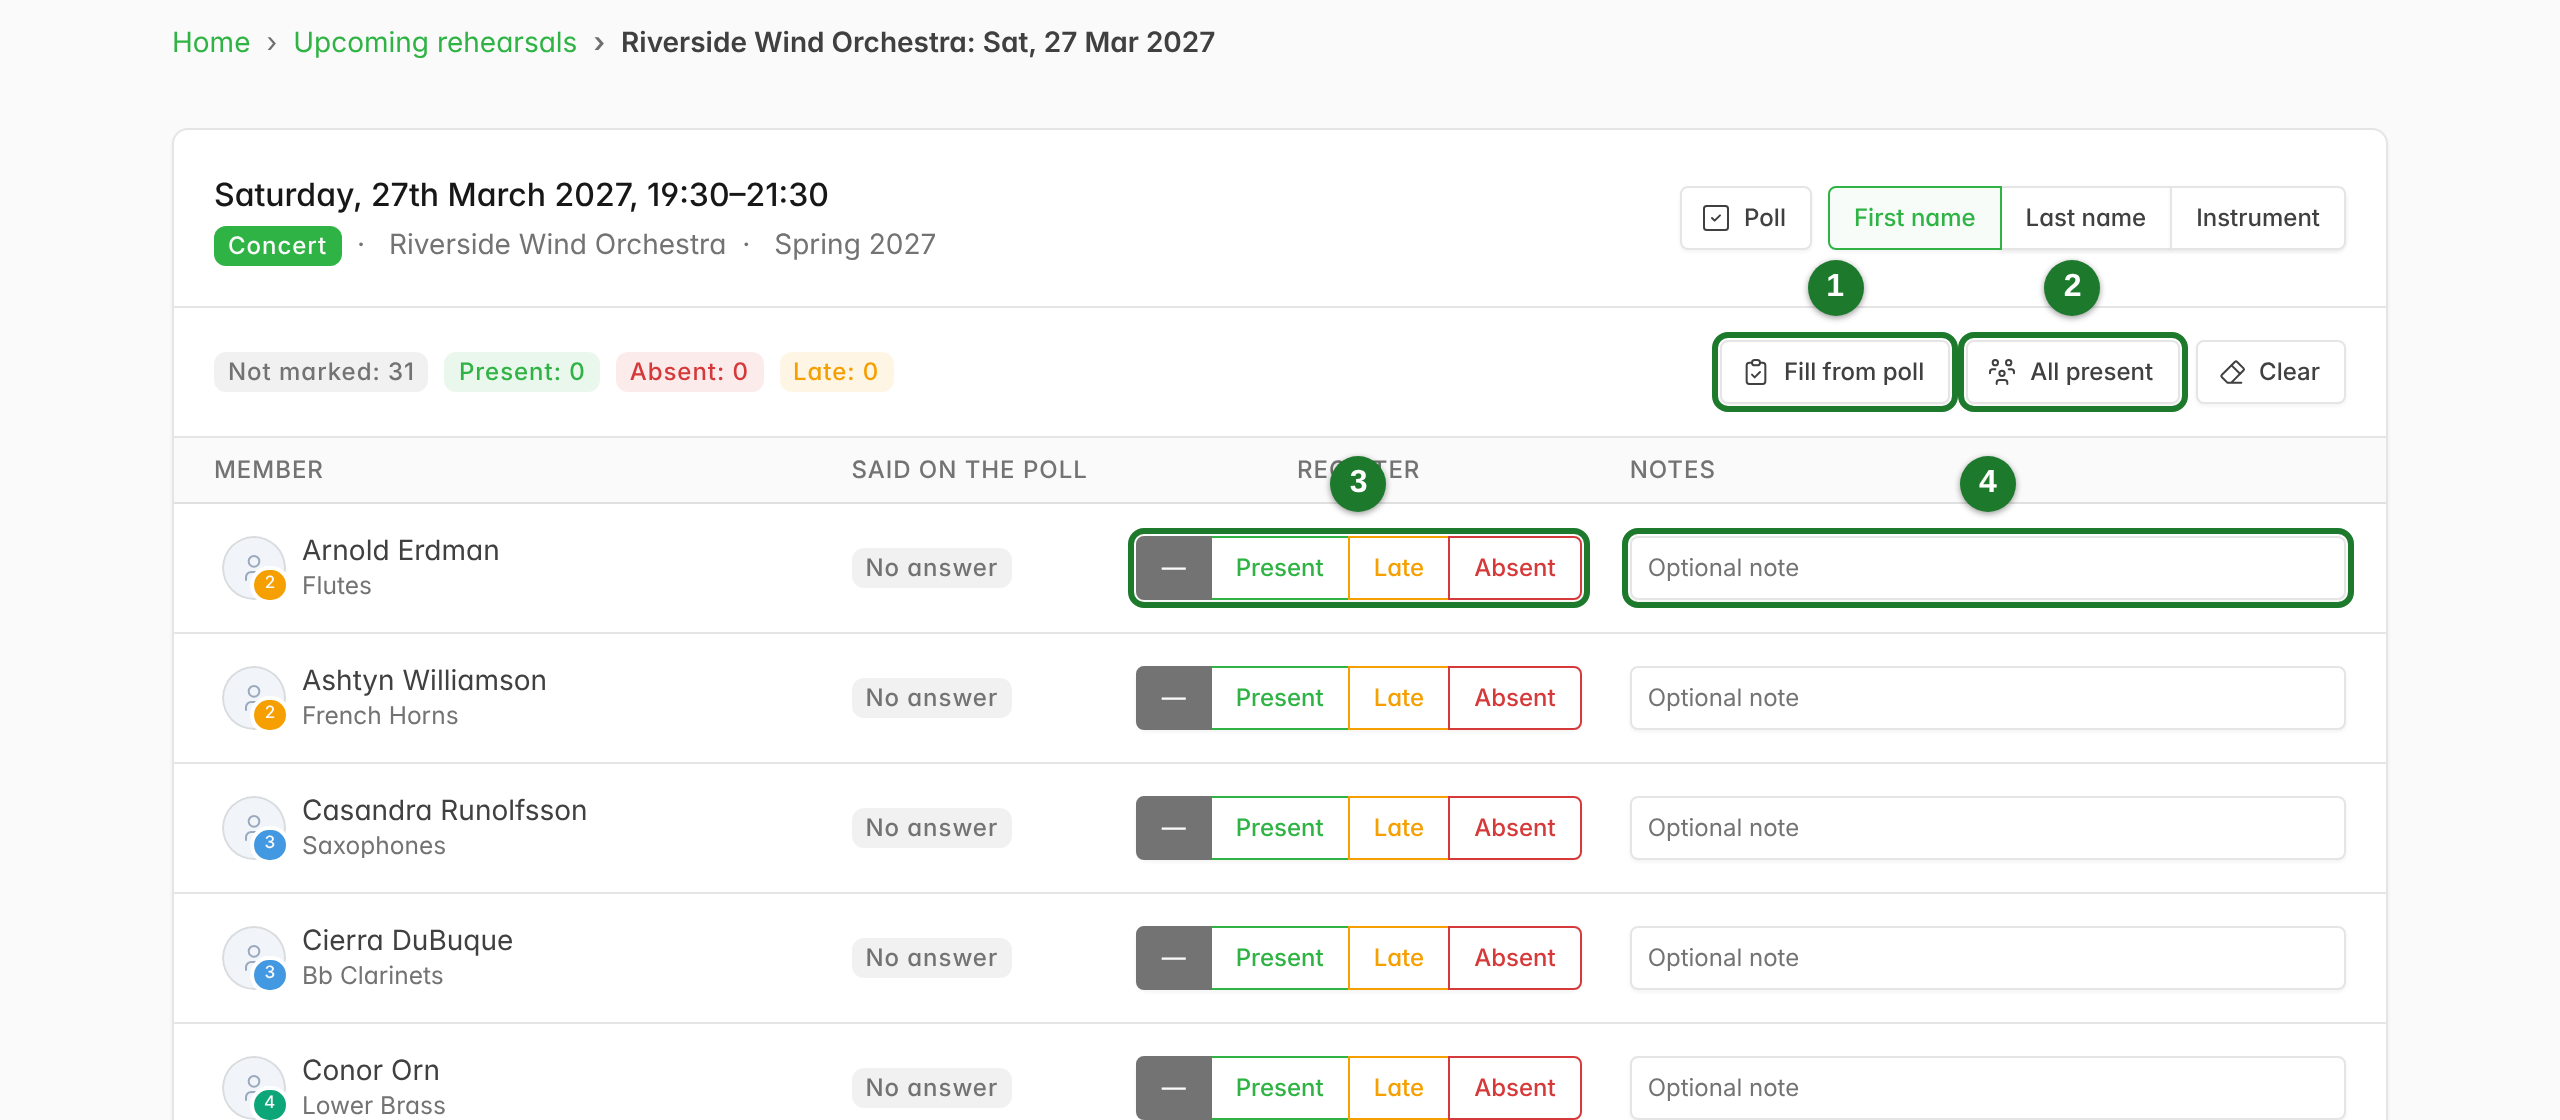 Home › Upcoming rehearsals › Riverside Wind Orchestra: Sat, 27 Mar 2027
Saturday, 27th March 2027, 19:30–21:30
Concert · Riverside Wind Orchestra · Spring 2027
Poll First name Last name Instrument
1 2
Not marked: 31 Present: 0 Absent: 0 Late: 0 Fill from poll All present Clear
MEMBER SAID ON THE POLL NOTES
3 4
Arnold Erdman
2 Flutes
No answer — Present Late Absent Optional note
Ashtyn Williamson
2 French Horns
No answer — Present Late Absent Optional note
Casandra Runolfsson
3 Saxophones
No answer — Present Late Absent Optional note
Cierra DuBuque
3 Bb Clarinets
No answer — Present Late Absent Optional note
Conor Orn
4 Lower Brass
No answer — Present Late Absent Optional note